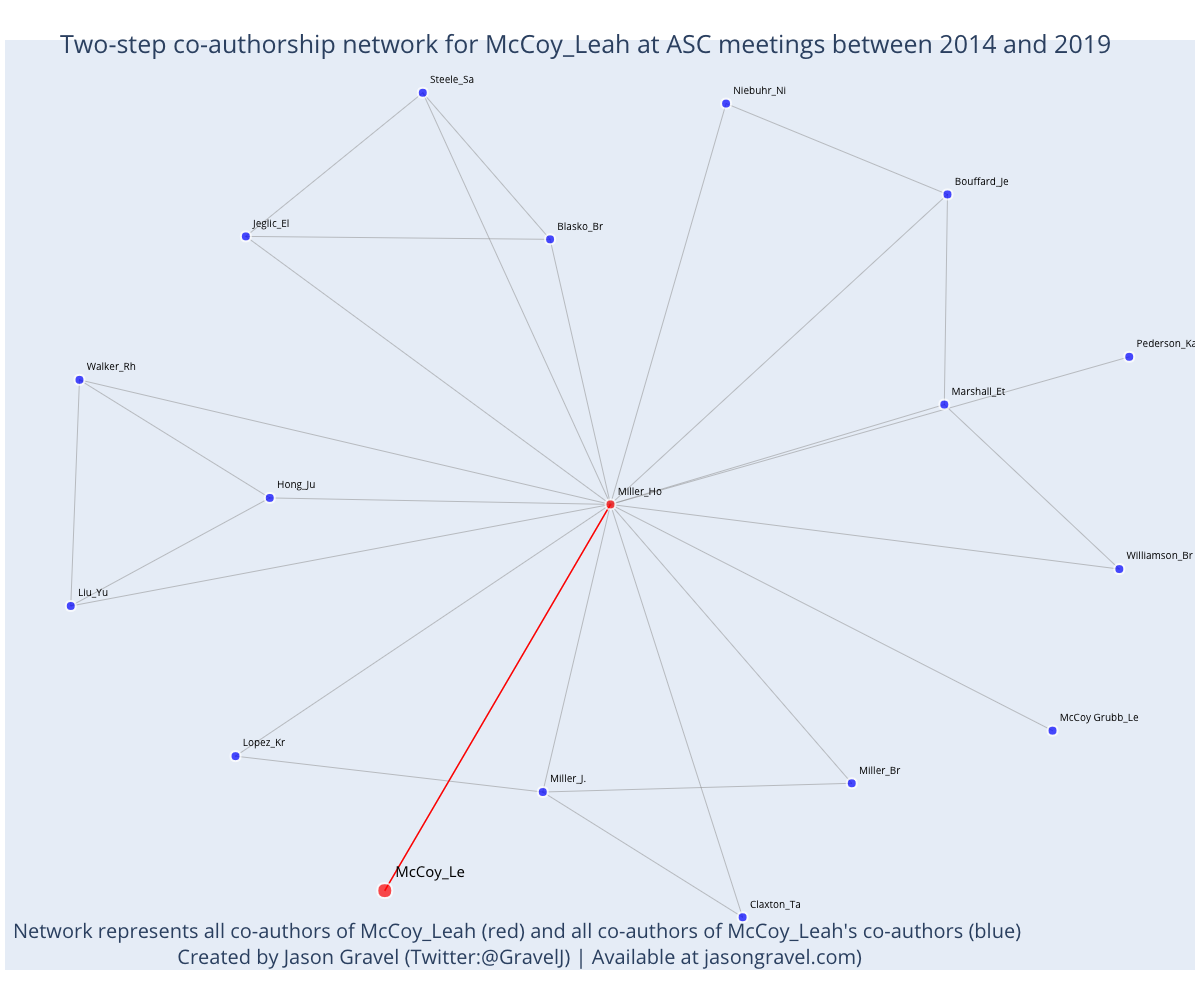 Two-step co-authorship network for McCoy_Leah at ASC meetings between 2014 and 2019
Steele_Sa
Niebuhr_Ni
Bouffard_Je
Jeglic_El
Blasko_Br
Pederson_Ka
Walker_Rh
Marshall_Et
Hong_Ju
Miller_Ho
Williamson_Br
Liu_Yu
McCoy Grubb_Le
Lopez_Kr
Miller_J.
Miller_Br
McCoy_Le
Claxton_Ta
Network represents all co-authors of McCoy_Leah (red) and all co-authors of McCoy_Leah's co-authors (blue)
Created by Jason Gravel (Twitter:@GravelJ) | Available at jasongravel.com)